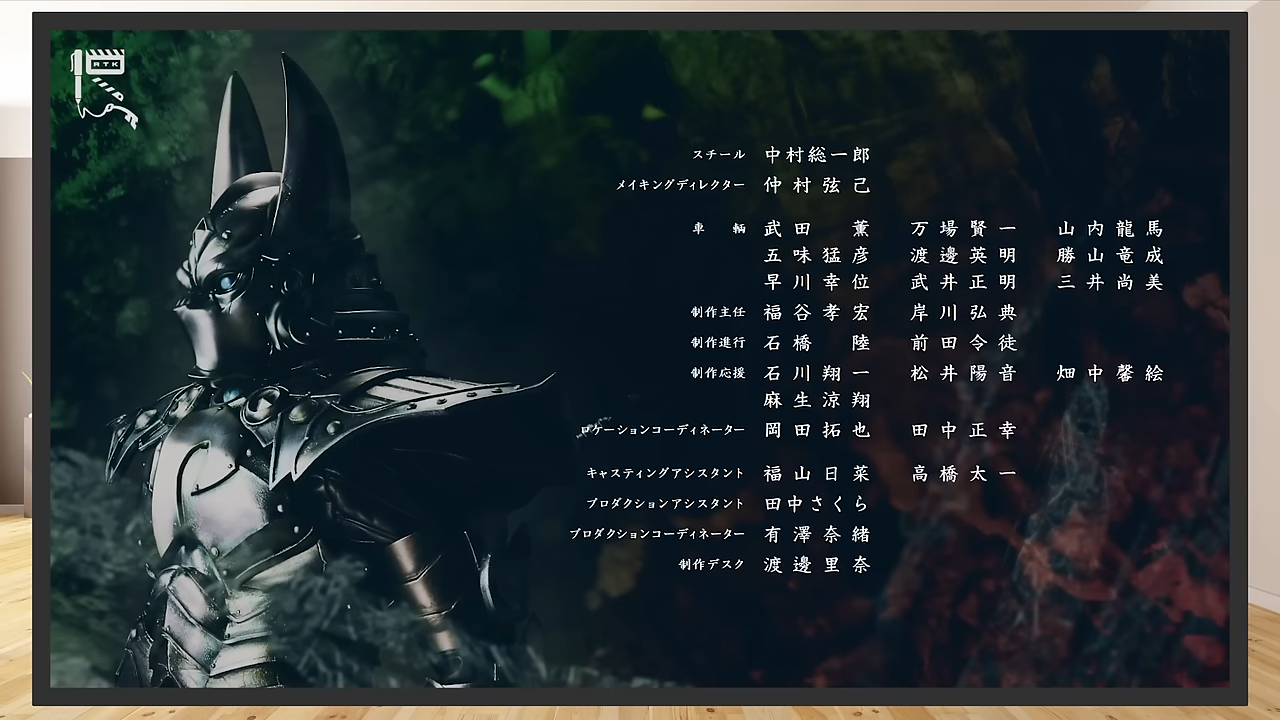 RTK
スチール 中村総一郎
メイキングディレクター 仲村弦己
車輌 武田薫 万場賢一 山内龍馬
五味猛彦 渡邊英明 勝山竜成
早川幸位 武井正明 三井尚美
制作主任 福谷孝宏 岸川弘典
制作進行 石橋陸 前田令徒
制作応援 石川翔一 松井陽音 畑中馨絵
麻生涼翔
ロケーションコーディネーター 岡田拓也 田中正幸
キャスティングアシスタント 福山日菜 高橋太一
プロダクションアシスタント 田中さくら
プロダクションコーディネーター 有澤奈緒
制作デスク 渡邊里奈